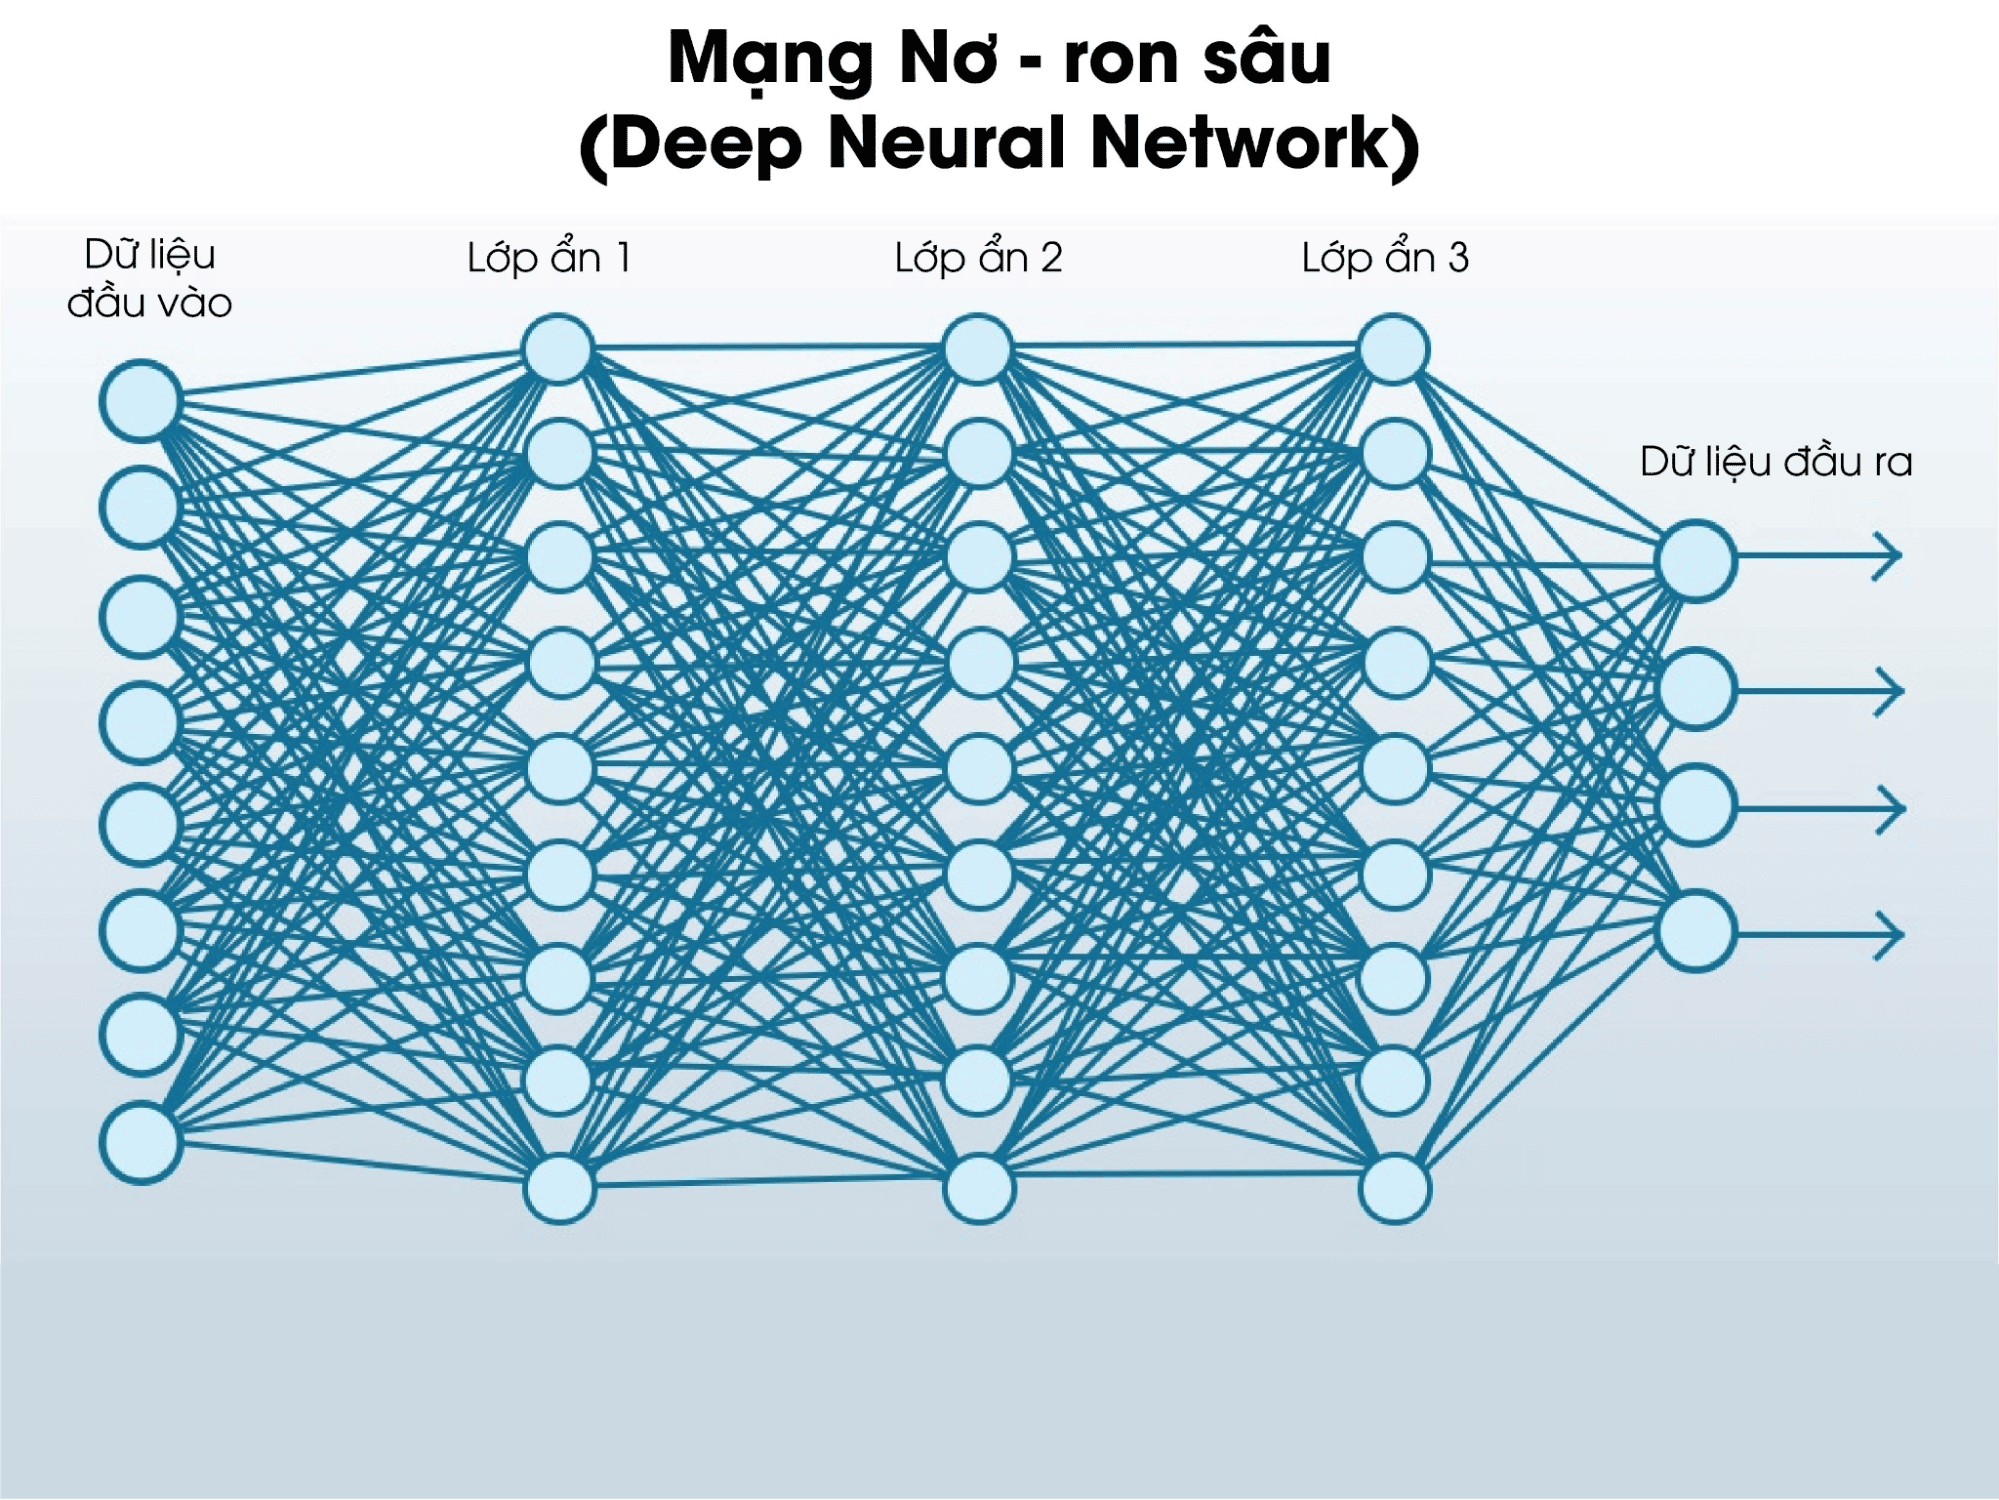 Mạng Nơ - ron sâu
(Deep Neural Network)
Dữ liệu
đầu vào
Lớp ẩn 1
Lớp ẩn 2
Lớp ẩn 3
Dữ liệu đầu ra